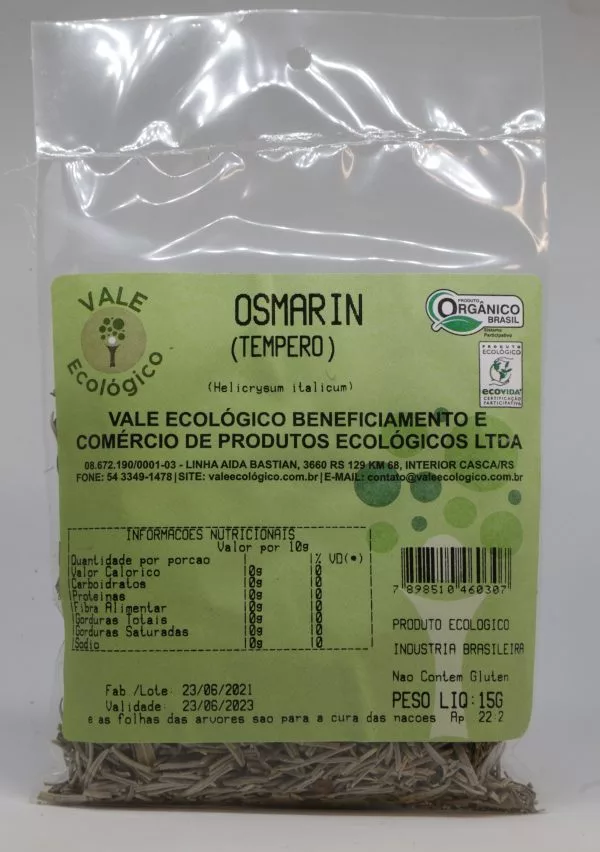 VALE
Ecológico
OSMARIN
(TEMPERO)
(Helicrysum italicum)
PRODUTO
ORGÂNICO
BRASIL
Sistema
Participativo
PRODUTO
ECOLÓGICO
ecovida
CERTIFICAÇÃO
PARTICIPATIVA
VALE ECOLÓGICO BENEFICIAMENTO E
COMÉRCIO DE PRODUTOS ECOLÓGICOS LTDA
08.672.190/0001-03 - LINHA AIDA BASTIAN, 3660 RS 129 KM 68, INTERIOR CASCA/RS
FONE: 54 3349-1478 | SITE: valeecológico.com.br | E-MAIL: contato@valeecologico.com.br
INFORMACOES NUTRICIONAIS
Valor por 10g
Quantidade por porcao % VD(*)
Valor Calorico 0g 0
Carboidratos 0g 0
Proteinas 0g 0
Fibra Alimentar 0g 0
Gorduras Totais 0g 0
Gorduras Saturadas 0g 0
Sodio 0g 0
7 898510 460307
PRODUTO ECOLOGICO
INDUSTRIA BRASILEIRA
Nao Contem Gluten
PESO LIQ:15G
Fab /Lote: 23/06/2021
Validade: 23/06/2023
e as folhas das arvores sao para a cura das nacoes Ap 22:2